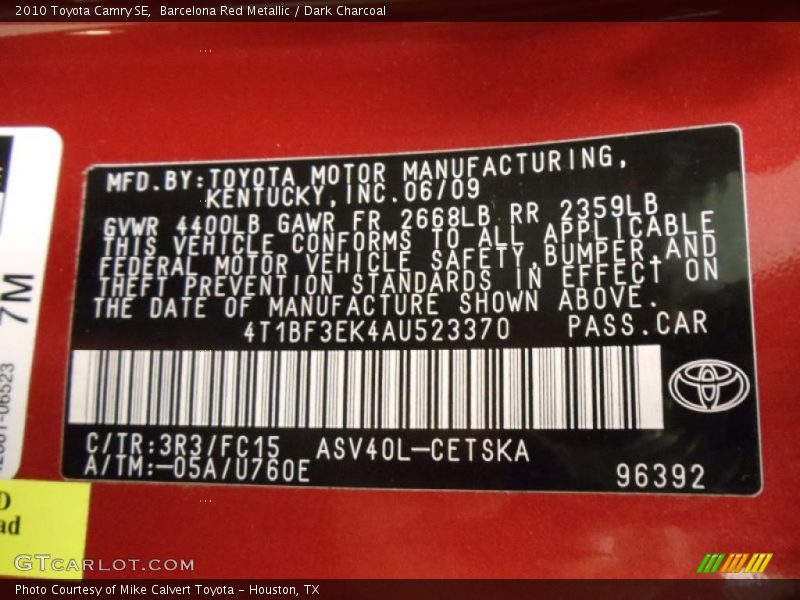 2010 Toyota Camry SE, Barcelona Red Metallic / Dark Charcoal
MFD.BY:TOYOTA MOTOR MANUFACTURING,
KENTUCKY,INC.06/09
GVWR 4400LB GAWR FR 2668LB RR 2359LB
THIS VEHICLE CONFORMS TO ALL APPLICABLE
FEDERAL MOTOR VEHICLE SAFETY,BUMPER,AND
THEFT PREVENTION STANDARDS IN EFFECT ON
THE DATE OF MANUFACTURE SHOWN ABOVE.
4T1BF3EK4AU523370 PASS.CAR
C/TR:3R3/FC15 ASV40L-CETSKA
A/TM:-05A/U760E
96392
7M
-06523
D
ad
GTCARLOT.COM
Photo Courtesy of Mike Calvert Toyota - Houston, TX